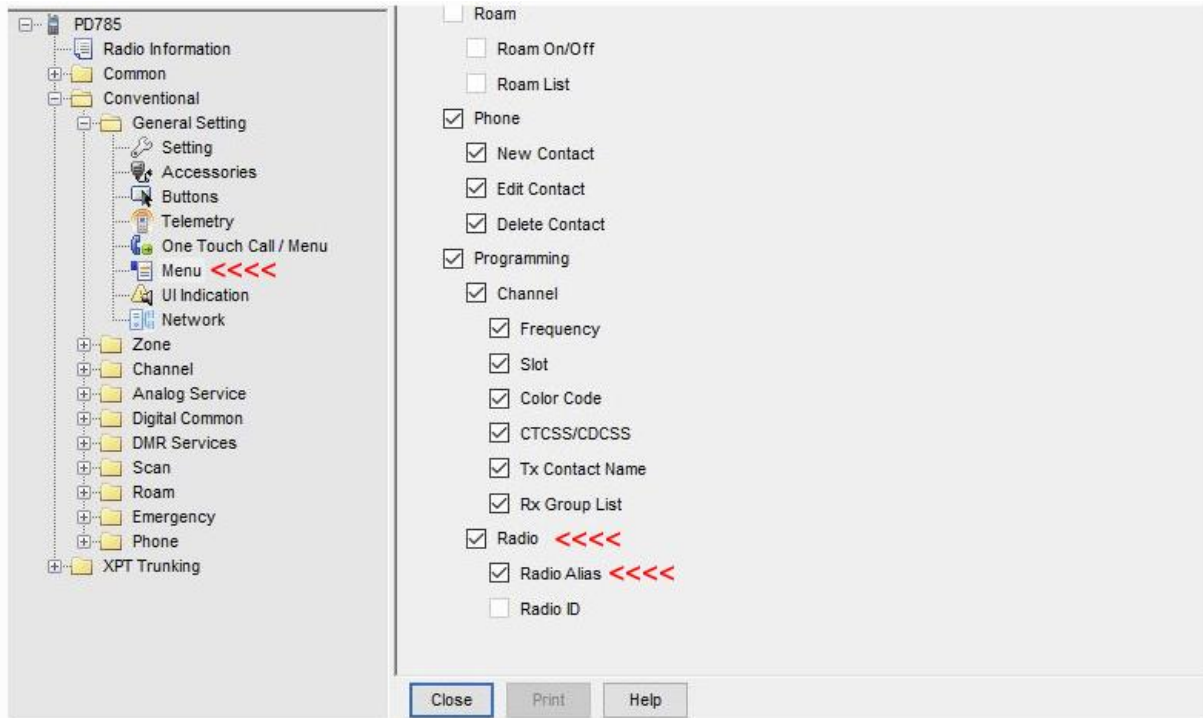 PD785
Radio Information
Common
Conventional
General Setting
Setting
Accessories
Buttons
Telemetry
One Touch Call / Menu
Menu <<<<
UI Indication
Network
Zone
Channel
Analog Service
Digital Common
DMR Services
Scan
Roam
Emergency
Phone
XPT Trunking
Roam
Roam On/Off
Roam List
Phone
New Contact
Edit Contact
Delete Contact
Programming
Channel
Frequency
Slot
Color Code
CTCSS/CDCSS
Tx Contact Name
Rx Group List
Radio <<<<
Radio Alias <<<<
Radio ID
Close Print Help